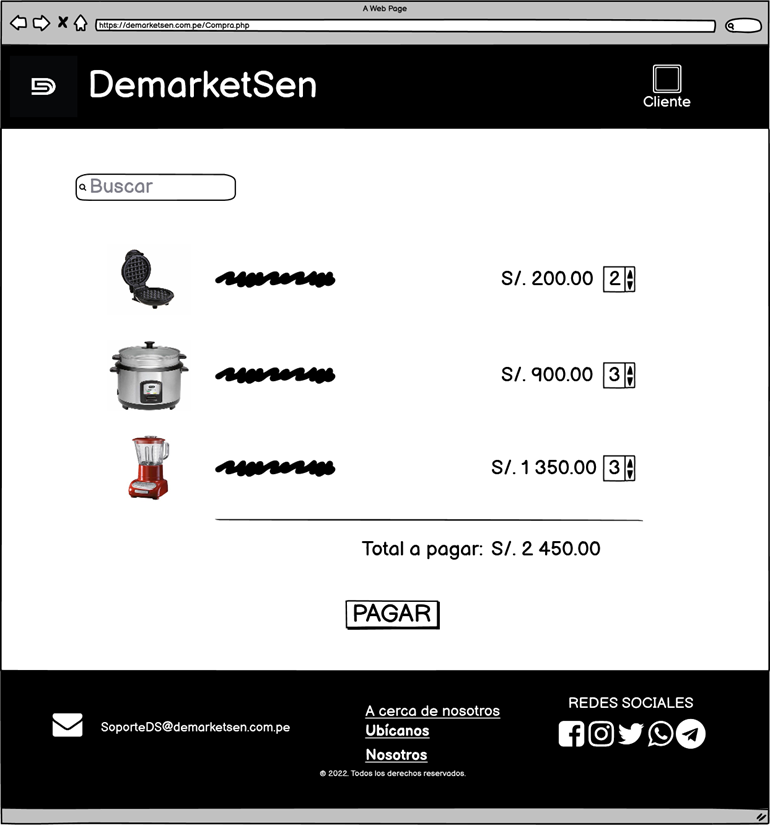 A Web Page
https://demarketsen.com.pe/Compra.php
DemarketSen
Cliente
Buscar
S/. 200.00 2
S/. 900.00 3
S/. 1 350.00 3
Total a pagar: S/. 2 450.00
PAGAR
SoporteDS@demarketsen.com.pe
A cerca de nosotros
Ubícanos
Nosotros
© 2022. Todos los derechos reservados.
REDES SOCIALES